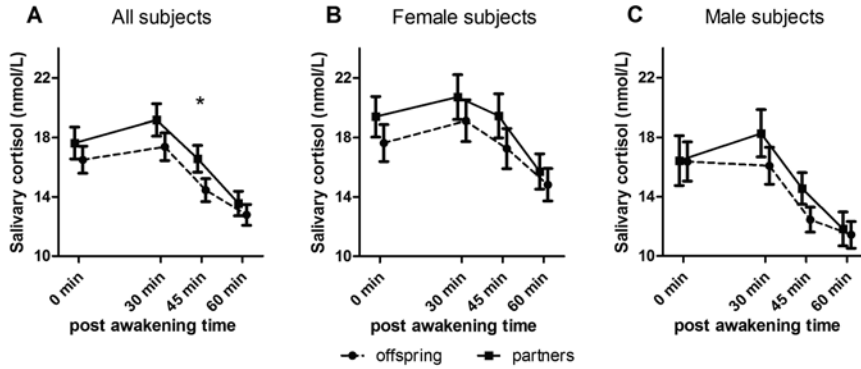 A All subjects
Salivary cortisol (nmol/L)
22
18
14
10
*
0 min
30 min
45 min
60 min
post awakening time
B Female subjects
Salivary cortisol (nmol/L)
22
18
14
10
0 min
30 min
45 min
60 min
post awakening time
C Male subjects
Salivary cortisol (nmol/L)
22
18
14
10
0 min
30 min
45 min
60 min
post awakening time
offspring partners